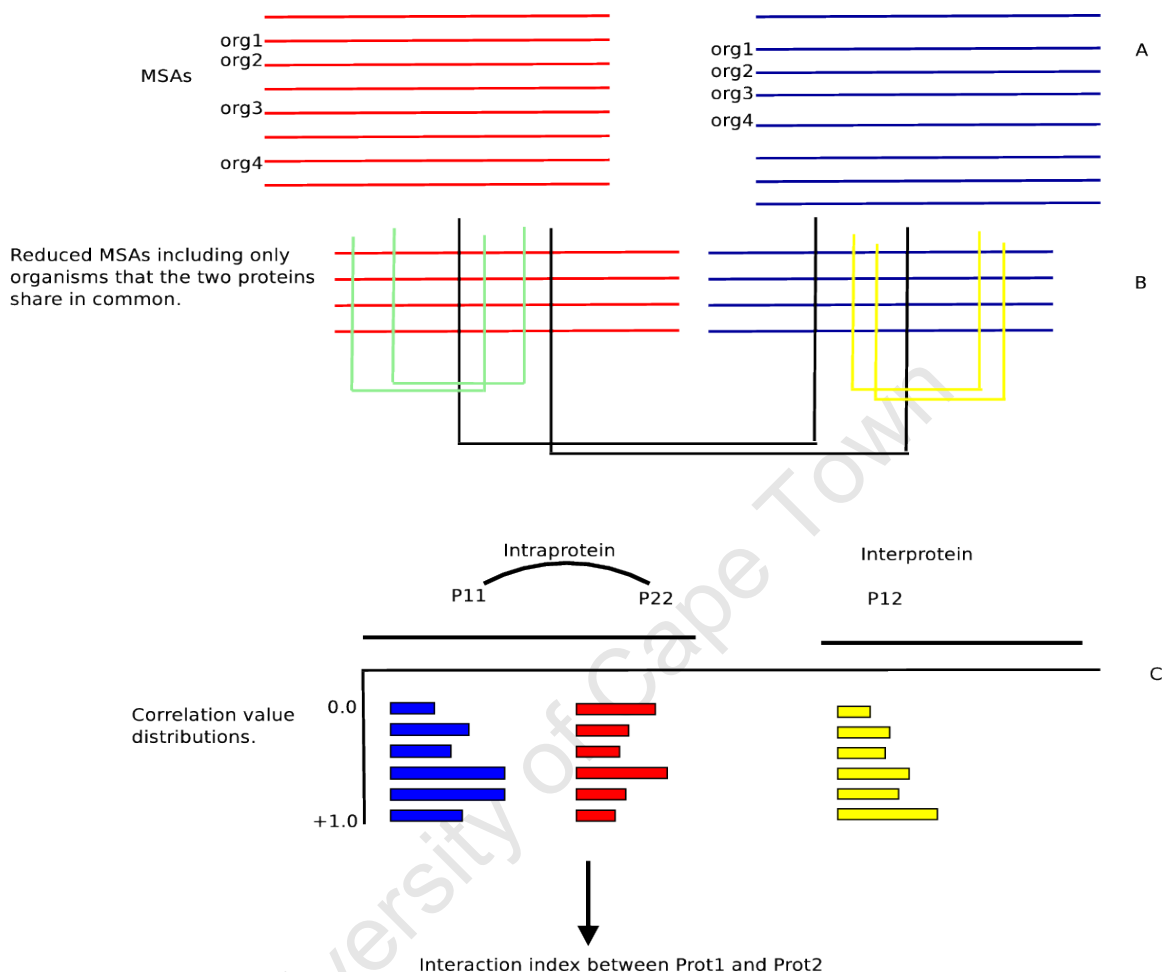 MSAs
org1
org2
org3
org4
org1
org2
org3
org4
A
Reduced MSAs including only
organisms that the two proteins
share in common.
B
Intraprotein
P11
P22
Interprotein
P12
C
Correlation value
distributions.
0.0
+1.0
Interaction index between Prot1 and Prot2
versity of Cape Town